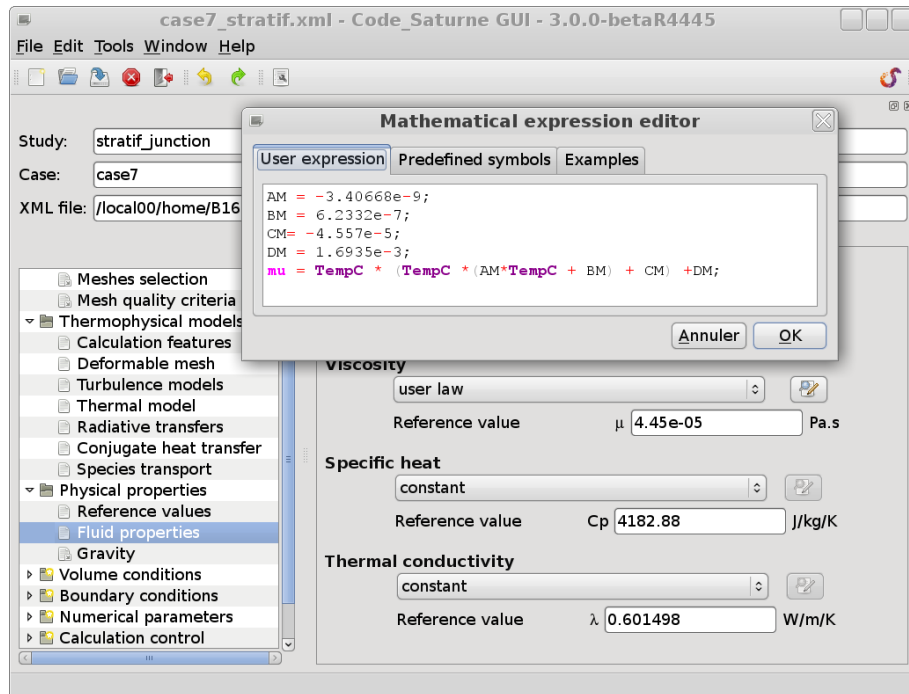 case7_stratif.xml - Code_Saturne GUI - 3.0.0-betaR4445
File Edit Tools Window Help
Study: stratif_junction
Case: case7
XML file: /local00/home/B16
Mathematical expression editor
User expression Predefined symbols Examples
AM = -3.40668e-9;
BM = 6.2332e-7;
CM= -4.557e-5;
DM = 1.6935e-3;
mu = TempC * (TempC *(AM*TempC + BM) + CM) +DM;
Annuler OK
Meshes selection
Mesh quality criteria
Thermophysical models
Calculation features
Deformable mesh
Turbulence models
Thermal model
Radiative transfers
Conjugate heat transfer
Species transport
Physical properties
Reference values
Fluid properties
Gravity
Volume conditions
Boundary conditions
Numerical parameters
Calculation control
Viscosity
user law
Reference value μ 4.45e-05 Pa.s
Specific heat
constant
Reference value Cp 4182.88 J/kg/K
Thermal conductivity
constant
Reference value λ 0.601498 W/m/K